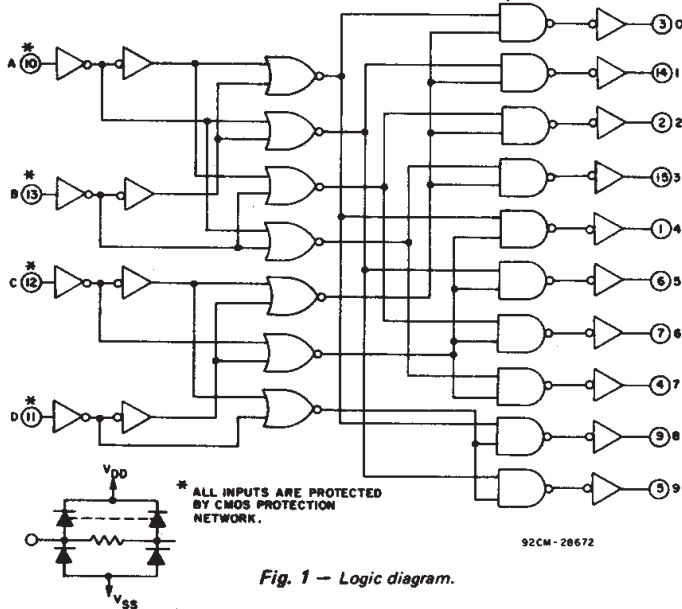 A * 10
3 0
14 1
2 2
B * 13
15 3
1 4
C * 12
6 5
7 6
4 7
D * 11
9 8
VDD
5 9
* ALL INPUTS ARE PROTECTED
BY CMOS PROTECTION
NETWORK.
92CM-28672
VSS
Fig. 1 – Logic diagram.